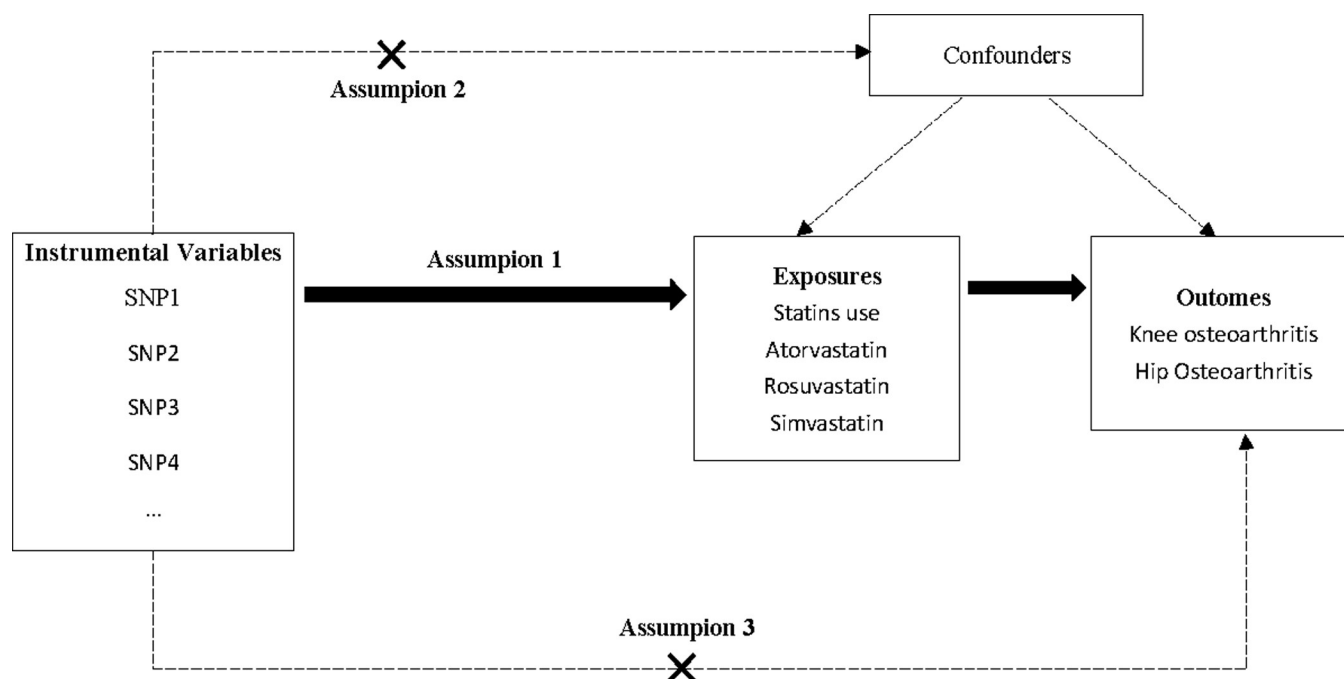 Confounders
Assumpion 2
Instrumental Variables
SNP1
SNP2
SNP3
SNP4
...
Assumpion 1
Exposures
Statins use
Atorvastatin
Rosuvastatin
Simvastatin
Outomes
Knee osteoarthritis
Hip Osteoarthritis
Assumpion 3